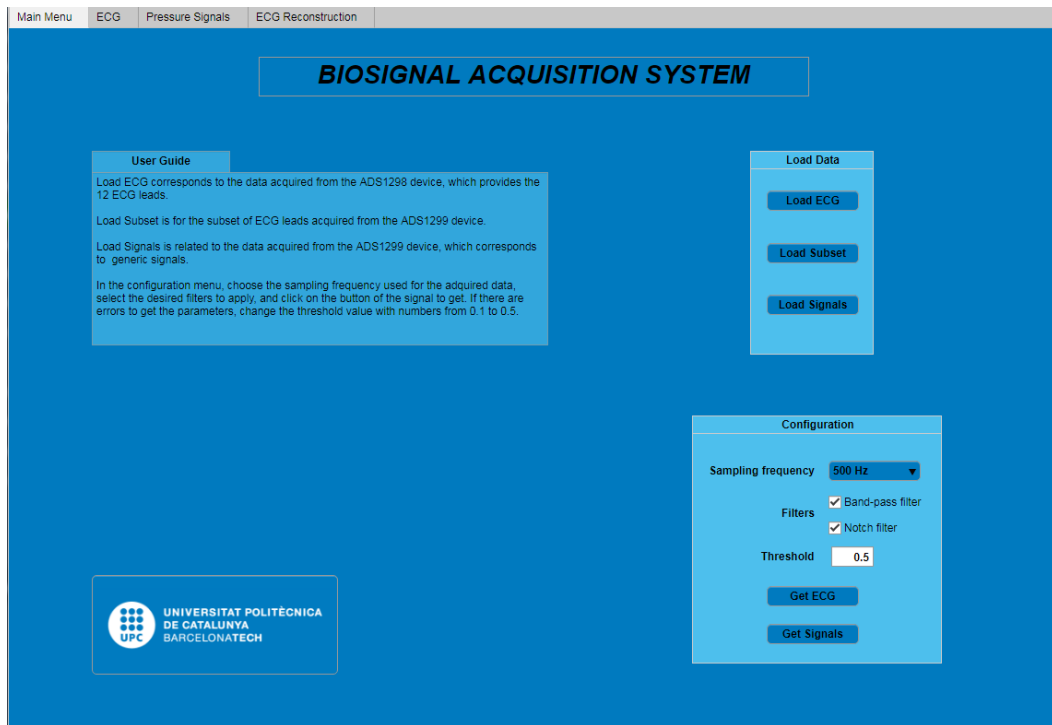 Main Menu
ECG
Pressure Signals
ECG Reconstruction
BIOSIGNAL ACQUISITION SYSTEM
User Guide
Load ECG corresponds to the data acquired from the ADS1298 device, which provides the
12 ECG leads.
Load Subset is for the subset of ECG leads acquired from the ADS1299 device.
Load Signals is related to the data acquired from the ADS1299 device, which corresponds
to generic signals.
In the configuration menu, choose the sampling frequency used for the adquired data,
select the desired filters to apply, and click on the button of the signal to get. If there are
errors to get the parameters, change the threshold value with numbers from 0.1 to 0.5.
Load Data
Load ECG
Load Subset
Load Signals
Configuration
Sampling frequency
500 Hz
Filters
Band-pass filter
Notch filter
Threshold
0.5
Get ECG
Get Signals
UPC
UNIVERSITAT POLITÈCNICA
DE CATALUNYA
BARCELONATECH